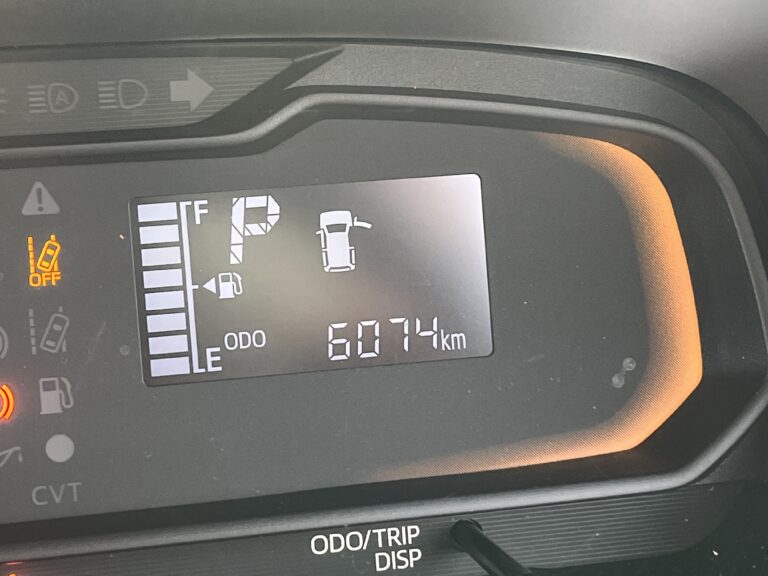 A
F
P
OFF
ODO 6074km
E
CVT
ODO/TRIP
DISP